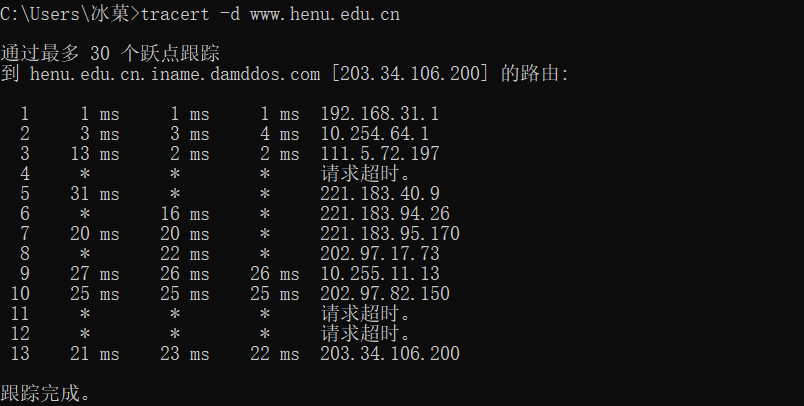 C:\Users\冰菓>tracert -d www.henu.edu.cn
通过最多 30 个跃点跟踪
到 henu.edu.cn.iname.damddos.com [203.34.106.200] 的路由:
1 1 ms 1 ms 1 ms 192.168.31.1
2 3 ms 3 ms 4 ms 10.254.64.1
3 13 ms 2 ms 2 ms 111.5.72.197
4 * * * 请求超时。
5 31 ms * * 221.183.40.9
6 * 16 ms * 221.183.94.26
7 20 ms 20 ms * 221.183.95.170
8 * 22 ms * 202.97.17.73
9 27 ms 26 ms 26 ms 10.255.11.13
10 25 ms 25 ms 25 ms 202.97.82.150
11 * * * 请求超时。
12 * * * 请求超时。
13 21 ms 23 ms 22 ms 203.34.106.200
跟踪完成。